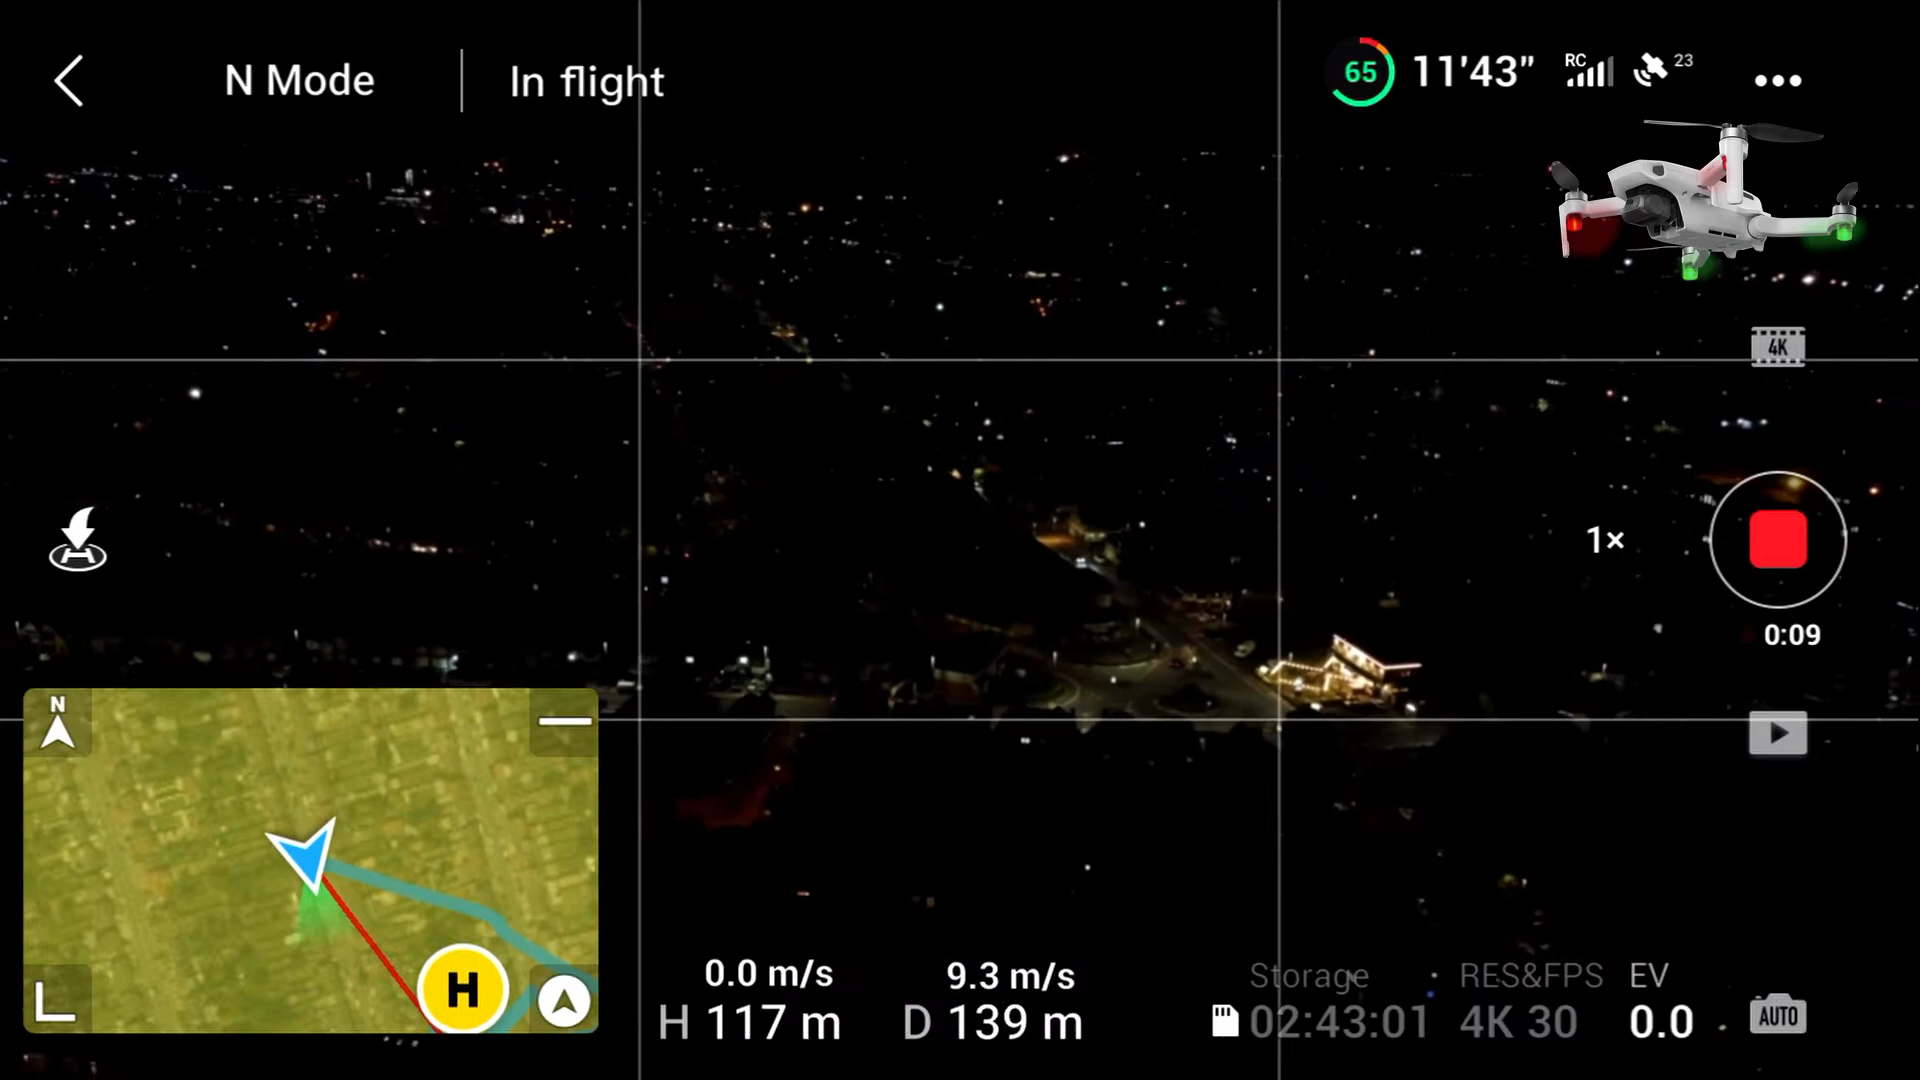 N Mode
In flight
65
11'43"
RC
23
4K
1×
0:09
N
H
0.0 m/s
9.3 m/s
H 117 m
D 139 m
Storage
RES&FPS
EV
02:43:01
4K 30
0.0
AUTO